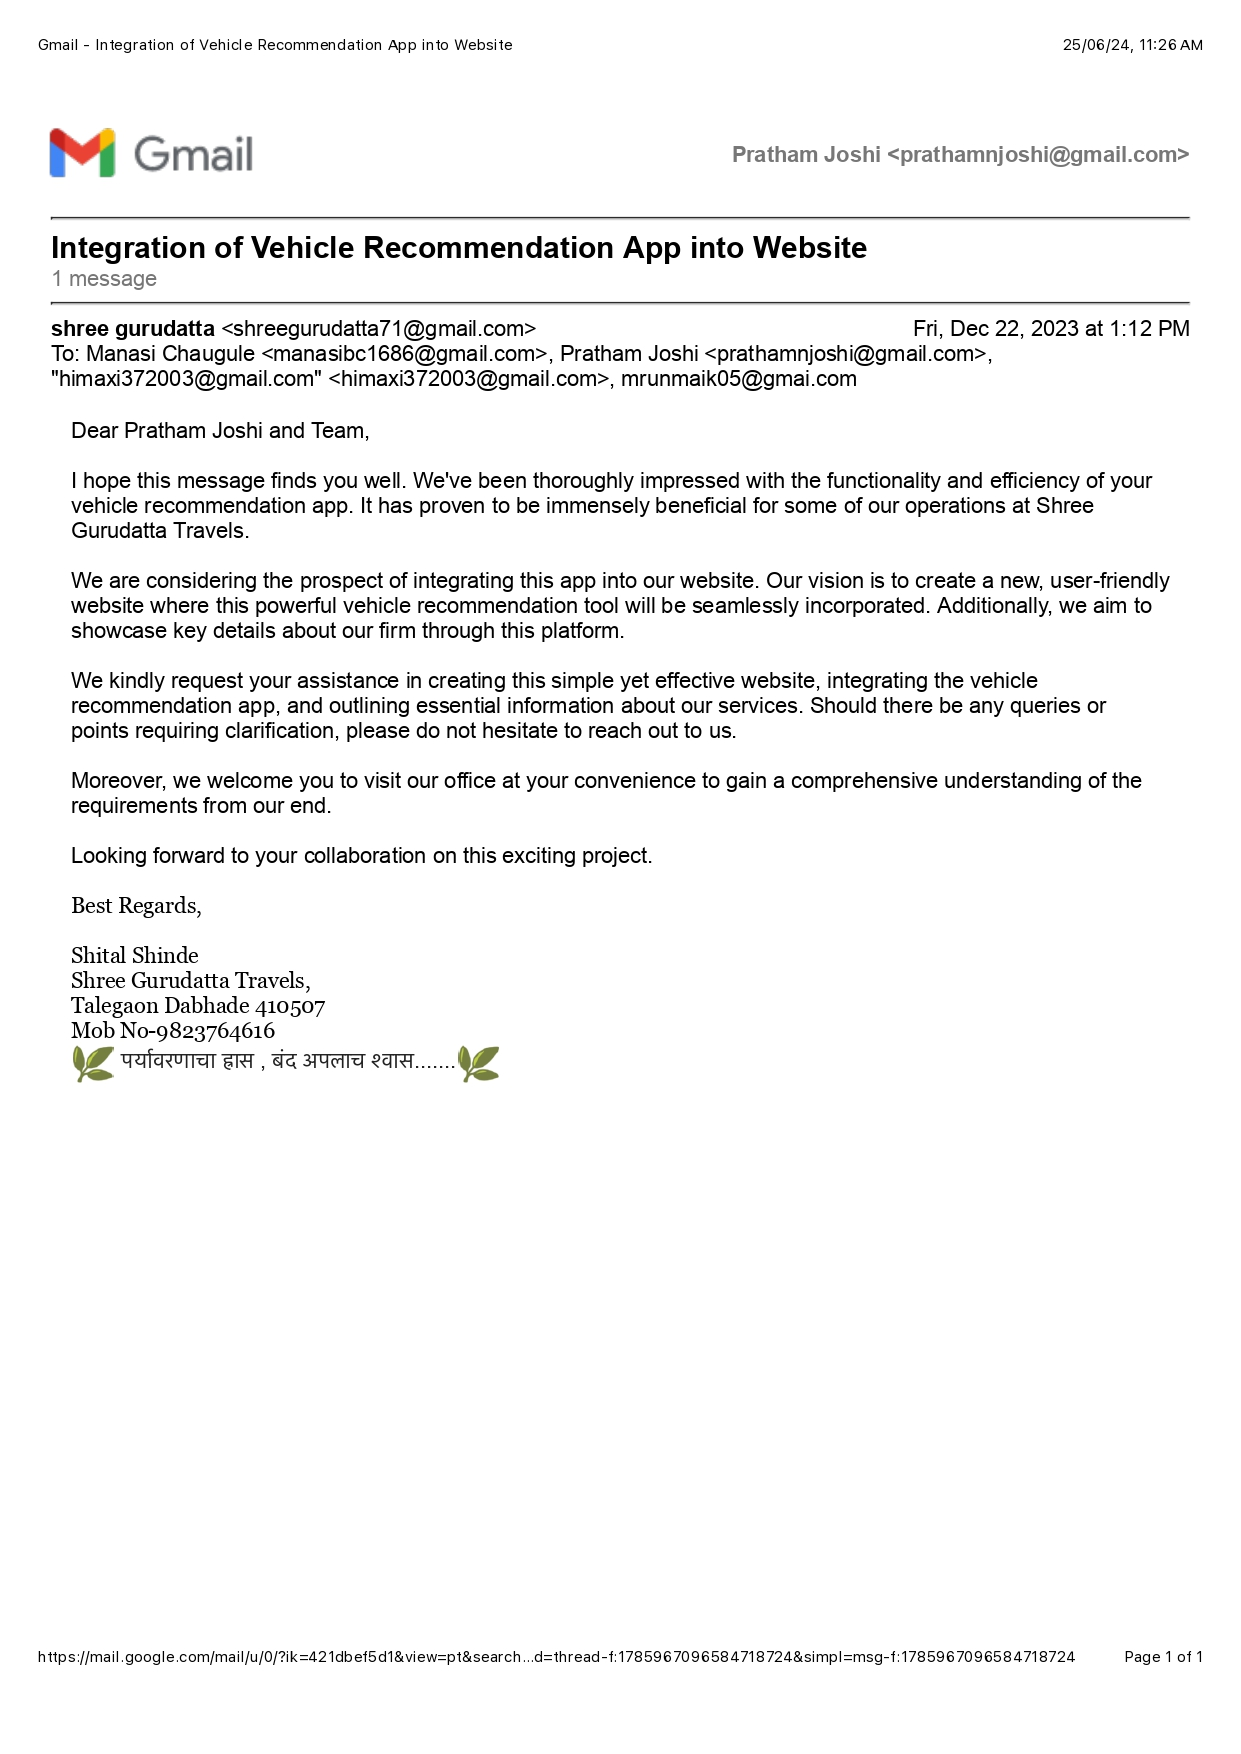 Gmail - Integration of Vehicle Recommendation App into Website 25/06/24, 11:26 AM
Gmail Pratham Joshi <prathamnjoshi@gmail.com>
Integration of Vehicle Recommendation App into Website
1 message
shree gurudatta <shreegurudatta71@gmail.com> Fri, Dec 22, 2023 at 1:12 PM
To: Manasi Chaugule <manasibc1686@gmail.com>, Pratham Joshi <prathamnjoshi@gmail.com>,
"himaxi372003@gmail.com" <himaxi372003@gmail.com>, mrunmaik05@gmai.com
Dear Pratham Joshi and Team,
I hope this message finds you well. We've been thoroughly impressed with the functionality and efficiency of your
vehicle recommendation app. It has proven to be immensely beneficial for some of our operations at Shree
Gurudatta Travels.
We are considering the prospect of integrating this app into our website. Our vision is to create a new, user-friendly
website where this powerful vehicle recommendation tool will be seamlessly incorporated. Additionally, we aim to
showcase key details about our firm through this platform.
We kindly request your assistance in creating this simple yet effective website, integrating the vehicle
recommendation app, and outlining essential information about our services. Should there be any queries or
points requiring clarification, please do not hesitate to reach out to us.
Moreover, we welcome you to visit our office at your convenience to gain a comprehensive understanding of the
requirements from our end.
Looking forward to your collaboration on this exciting project.
Best Regards,
Shital Shinde
Shree Gurudatta Travels,
Talegaon Dabhade 410507
Mob No-9823764616
🌿 पर्यावरणाचा ह्रास , बंद अपलाच श्वास.......🌿
https://mail.google.com/mail/u/0/?ik=421dbef5d1&view=pt&search...d=thread-f:1785967096584718724&simpl=msg-f:1785967096584718724 Page 1 of 1